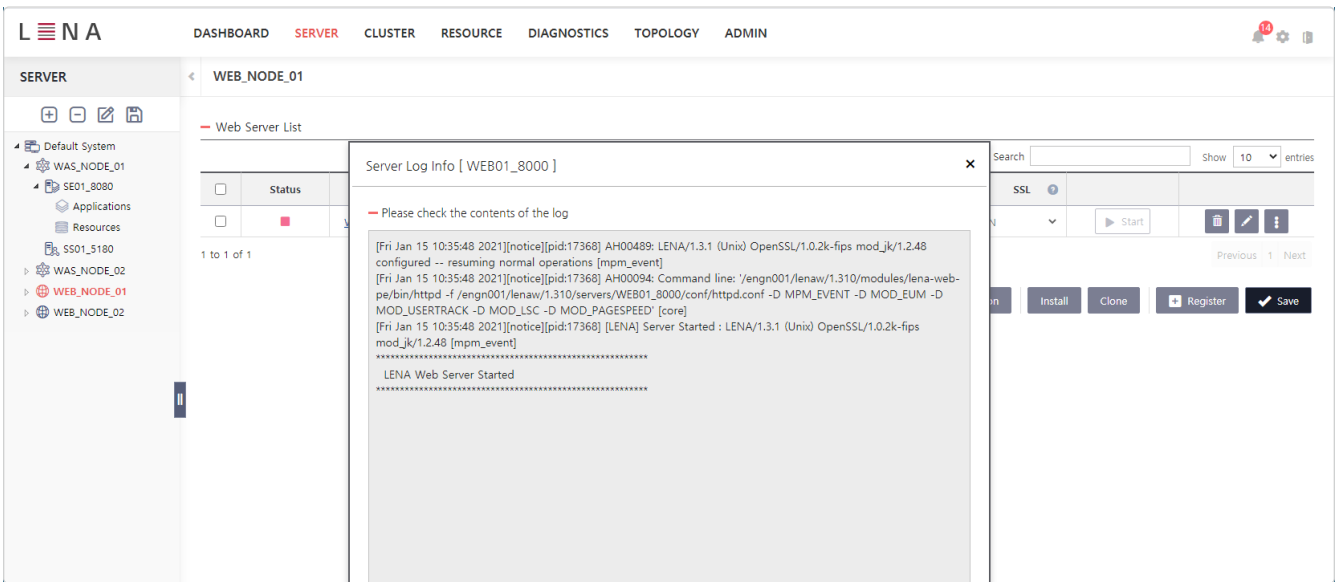 LENA
DASHBOARD SERVER CLUSTER RESOURCE DIAGNOSTICS TOPOLOGY ADMIN
14
SERVER
WEB_NODE_01
Default System
WAS_NODE_01
SE01_8080
Applications
Resources
SS01_5180
WAS_NODE_02
WEB_NODE_01
WEB_NODE_02
Web Server List
Search
Show 10 entries
Status
SSL
Start
1 to 1 of 1
Previous 1 Next
Install Clone Register Save
Server Log Info [ WEB01_8000 ]
Please check the contents of the log
[Fri Jan 15 10:35:48 2021][notice][pid:17368] AH00489: LENA/1.3.1 (Unix) OpenSSL/1.0.2k-fips mod_jk/1.2.48
configured -- resuming normal operations [mpm_event]
[Fri Jan 15 10:35:48 2021][notice][pid:17368] AH00094: Command line: '/engn001/lenaw/1.310/modules/lena-web-
pe/bin/httpd -f /engn001/lenaw/1.310/servers/WEB01_8000/conf/httpd.conf -D MPM_EVENT -D MOD_EUM -D
MOD_USERTRACK -D MOD_LSC -D MOD_PAGESPEED' [core]
[Fri Jan 15 10:35:48 2021][notice][pid:17368] [LENA] Server Started : LENA/1.3.1 (Unix) OpenSSL/1.0.2k-fips
mod_jk/1.2.48 [mpm_event]
*********************************************************
LENA Web Server Started
*********************************************************